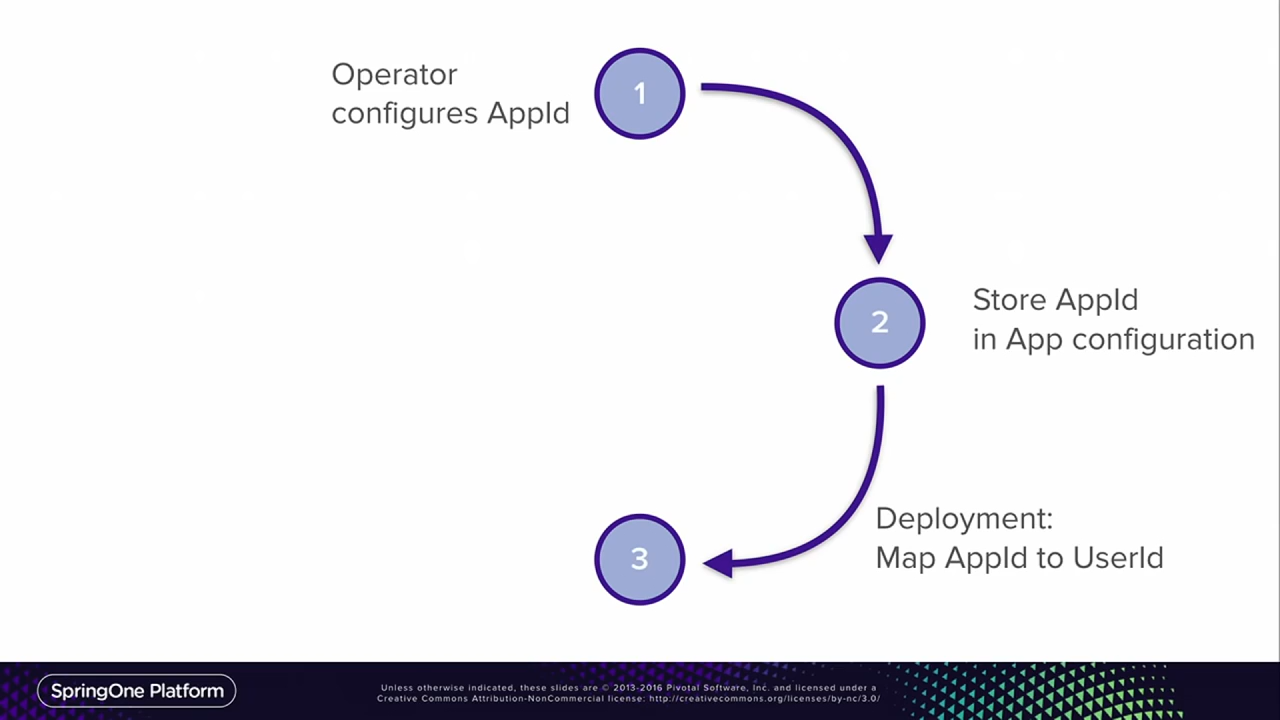 Operator
configures AppId
1
2
Store AppId
in App configuration
Deployment:
Map AppId to UserId
3
SpringOne Platform
Unless otherwise indicated, these slides are © 2013-2016 Pivotal Software, Inc. and licensed under a
Creative Commons Attribution-NonCommercial license: http://creativecommons.org/licenses/by-nc/3.0/